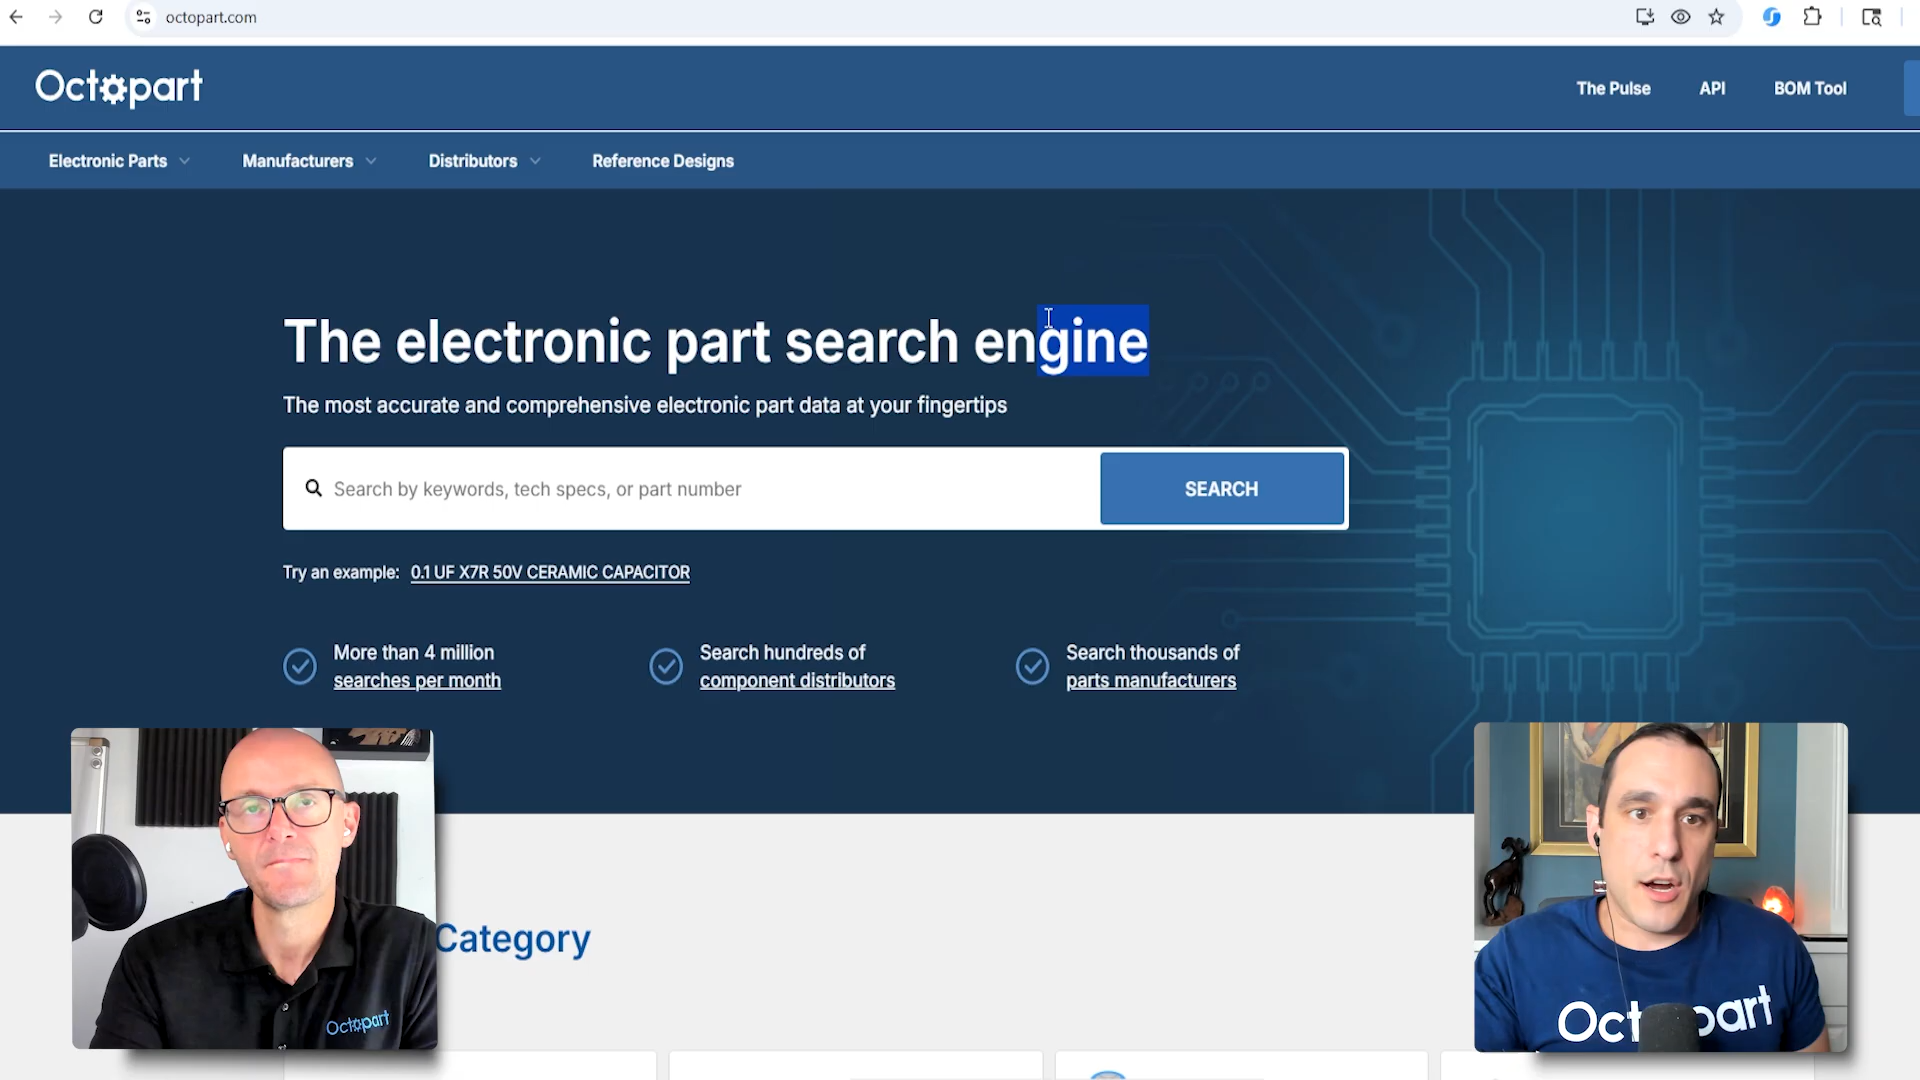 octopart.com
Octopart
The Pulse
API
BOM Tool
Electronic Parts
Manufacturers
Distributors
Reference Designs
The electronic part search engine
The most accurate and comprehensive electronic part data at your fingertips
Search by keywords, tech specs, or part number
SEARCH
Try an example: 0.1 UF X7R 50V CERAMIC CAPACITOR
More than 4 million
searches per month
Search hundreds of
component distributors
Search thousands of
parts manufacturers
Category
Octopart
Oct part